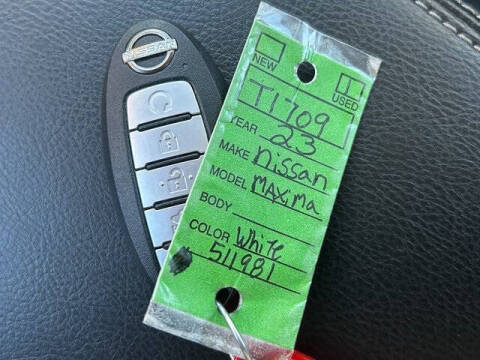 NISSAN
NEW
USED
T1709
YEAR 23
MAKE Nissan
MODEL MAXima
BODY
COLOR White
511981